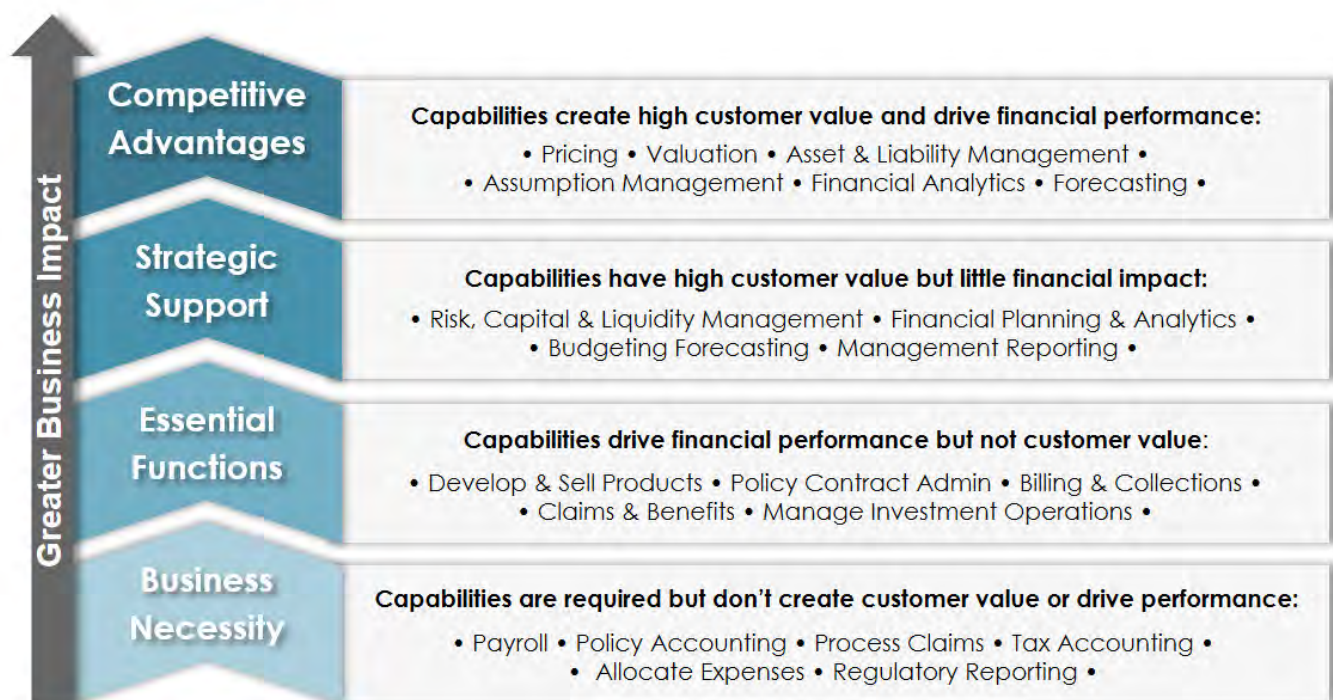 Greater Business Impact
Competitive
Advantages
Capabilities create high customer value and drive financial performance:
• Pricing • Valuation • Asset & Liability Management •
• Assumption Management • Financial Analytics • Forecasting •
Strategic
Support
Capabilities have high customer value but little financial impact:
• Risk, Capital & Liquidity Management • Financial Planning & Analytics •
• Budgeting Forecasting • Management Reporting •
Essential
Functions
Capabilities drive financial performance but not customer value:
• Develop & Sell Products • Policy Contract Admin • Billing & Collections •
• Claims & Benefits • Manage Investment Operations •
Business
Necessity
Capabilities are required but don't create customer value or drive performance:
• Payroll • Policy Accounting • Process Claims • Tax Accounting •
• Allocate Expenses • Regulatory Reporting •